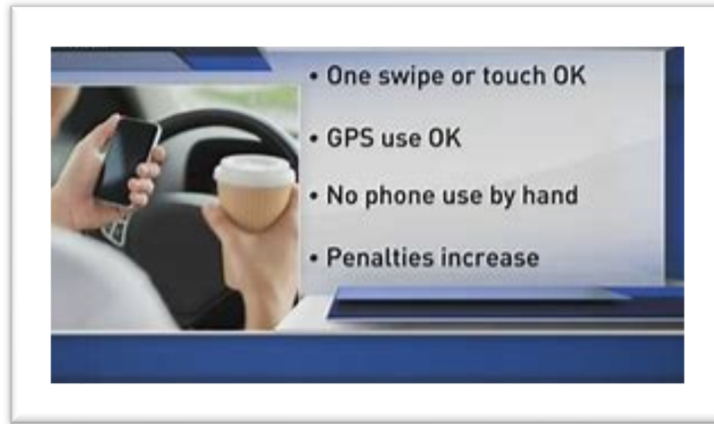 • One swipe or touch OK
• GPS use OK
• No phone use by hand
• Penalties increase